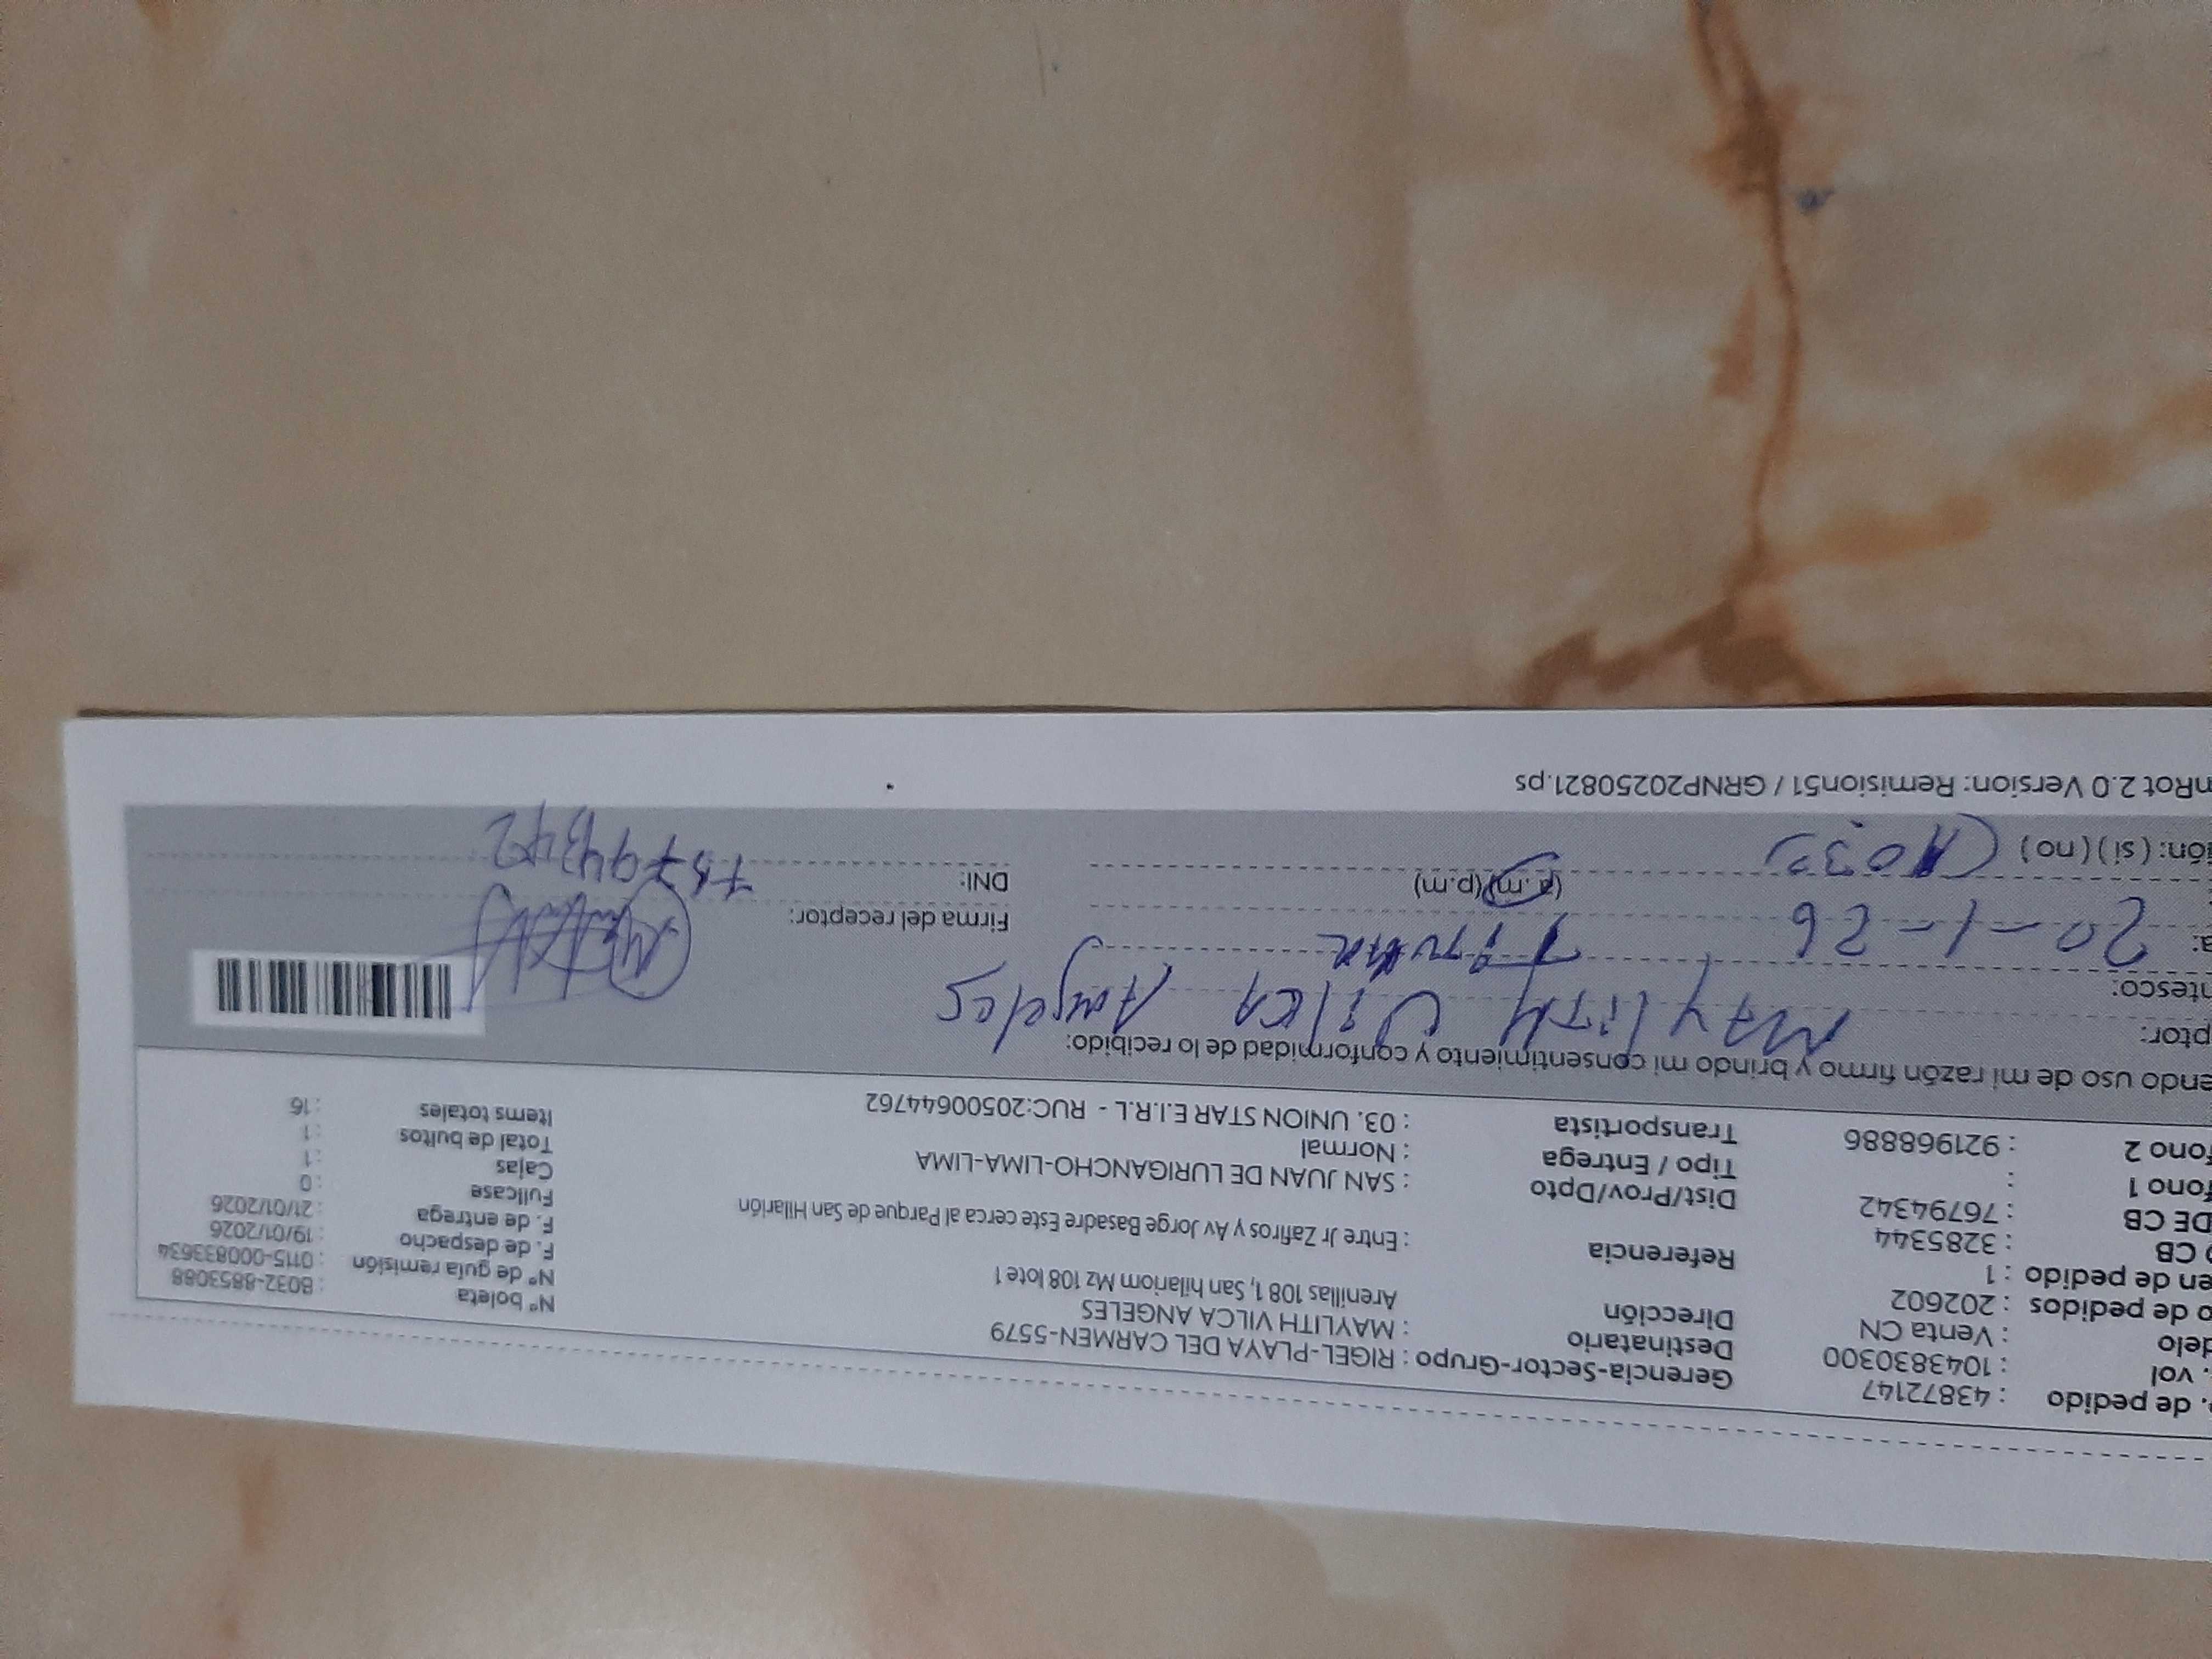 . de pedido : 43872147 Gerencia-Sector-Grupo : RIGEL-PLAYA DEL CARMEN-5579 Nº boleta : B032-8853088
. vol : 1043830300 Destinatario : MAYLITH VILCA ANGELES Nº de guía remisión : 0115-000833634
delo : Venta CN Dirección Arenillas 108 1, San hilariom Mz 108 lote 1 F. de despacho : 19/01/2026
o de pedidos : 202602 F. de entrega : 21/01/2026
en de pedido : 1 Referencia : Entre Jr Zafiros y Av Jorge Basadre Este cerca al Parque de San Hilarión Fullcase : 0
O CB : 3285344 Cajas : 1
DE CB : 76794342 Dist/Prov/Dpto : SAN JUAN DE LURIGANCHO-LIMA-LIMA Total de bultos : 1
fono 1 : Tipo / Entrega : Normal Items totales : 16
fono 2 : 921968886 Transportista : 03. UNION STAR E.I.R.L - RUC:20500644762
endo uso de mi razón firmo y brindo mi consentimiento y conformidad de lo recibido:
ptor: MAYliTH Vilca Angeles
ntesco: Titular
a: 20-1-26 (a.m) (p.m) Firma del receptor:
ión: (si) (no) DNI:
nRot 2.0 Version: Remision51 / GRNP20250821.ps